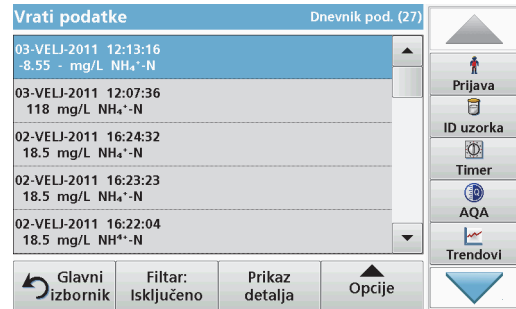 Vrati podatke Dnevnik pod. (27)
03-VELJ-2011 12:13:16
-8.55 - mg/L NH₄⁺-N
03-VELJ-2011 12:07:36
118 mg/L NH₄⁺-N
02-VELJ-2011 16:24:32
18.5 mg/L NH₄⁺-N
02-VELJ-2011 16:23:23
18.5 mg/L NH₄⁺-N
02-VELJ-2011 16:22:04
18.5 mg/L NH⁴⁺-N
Prijava
ID uzorka
Timer
AQA
Trendovi
Glavni
izbornik
Filtar:
Isključeno
Prikaz
detalja
Opcije